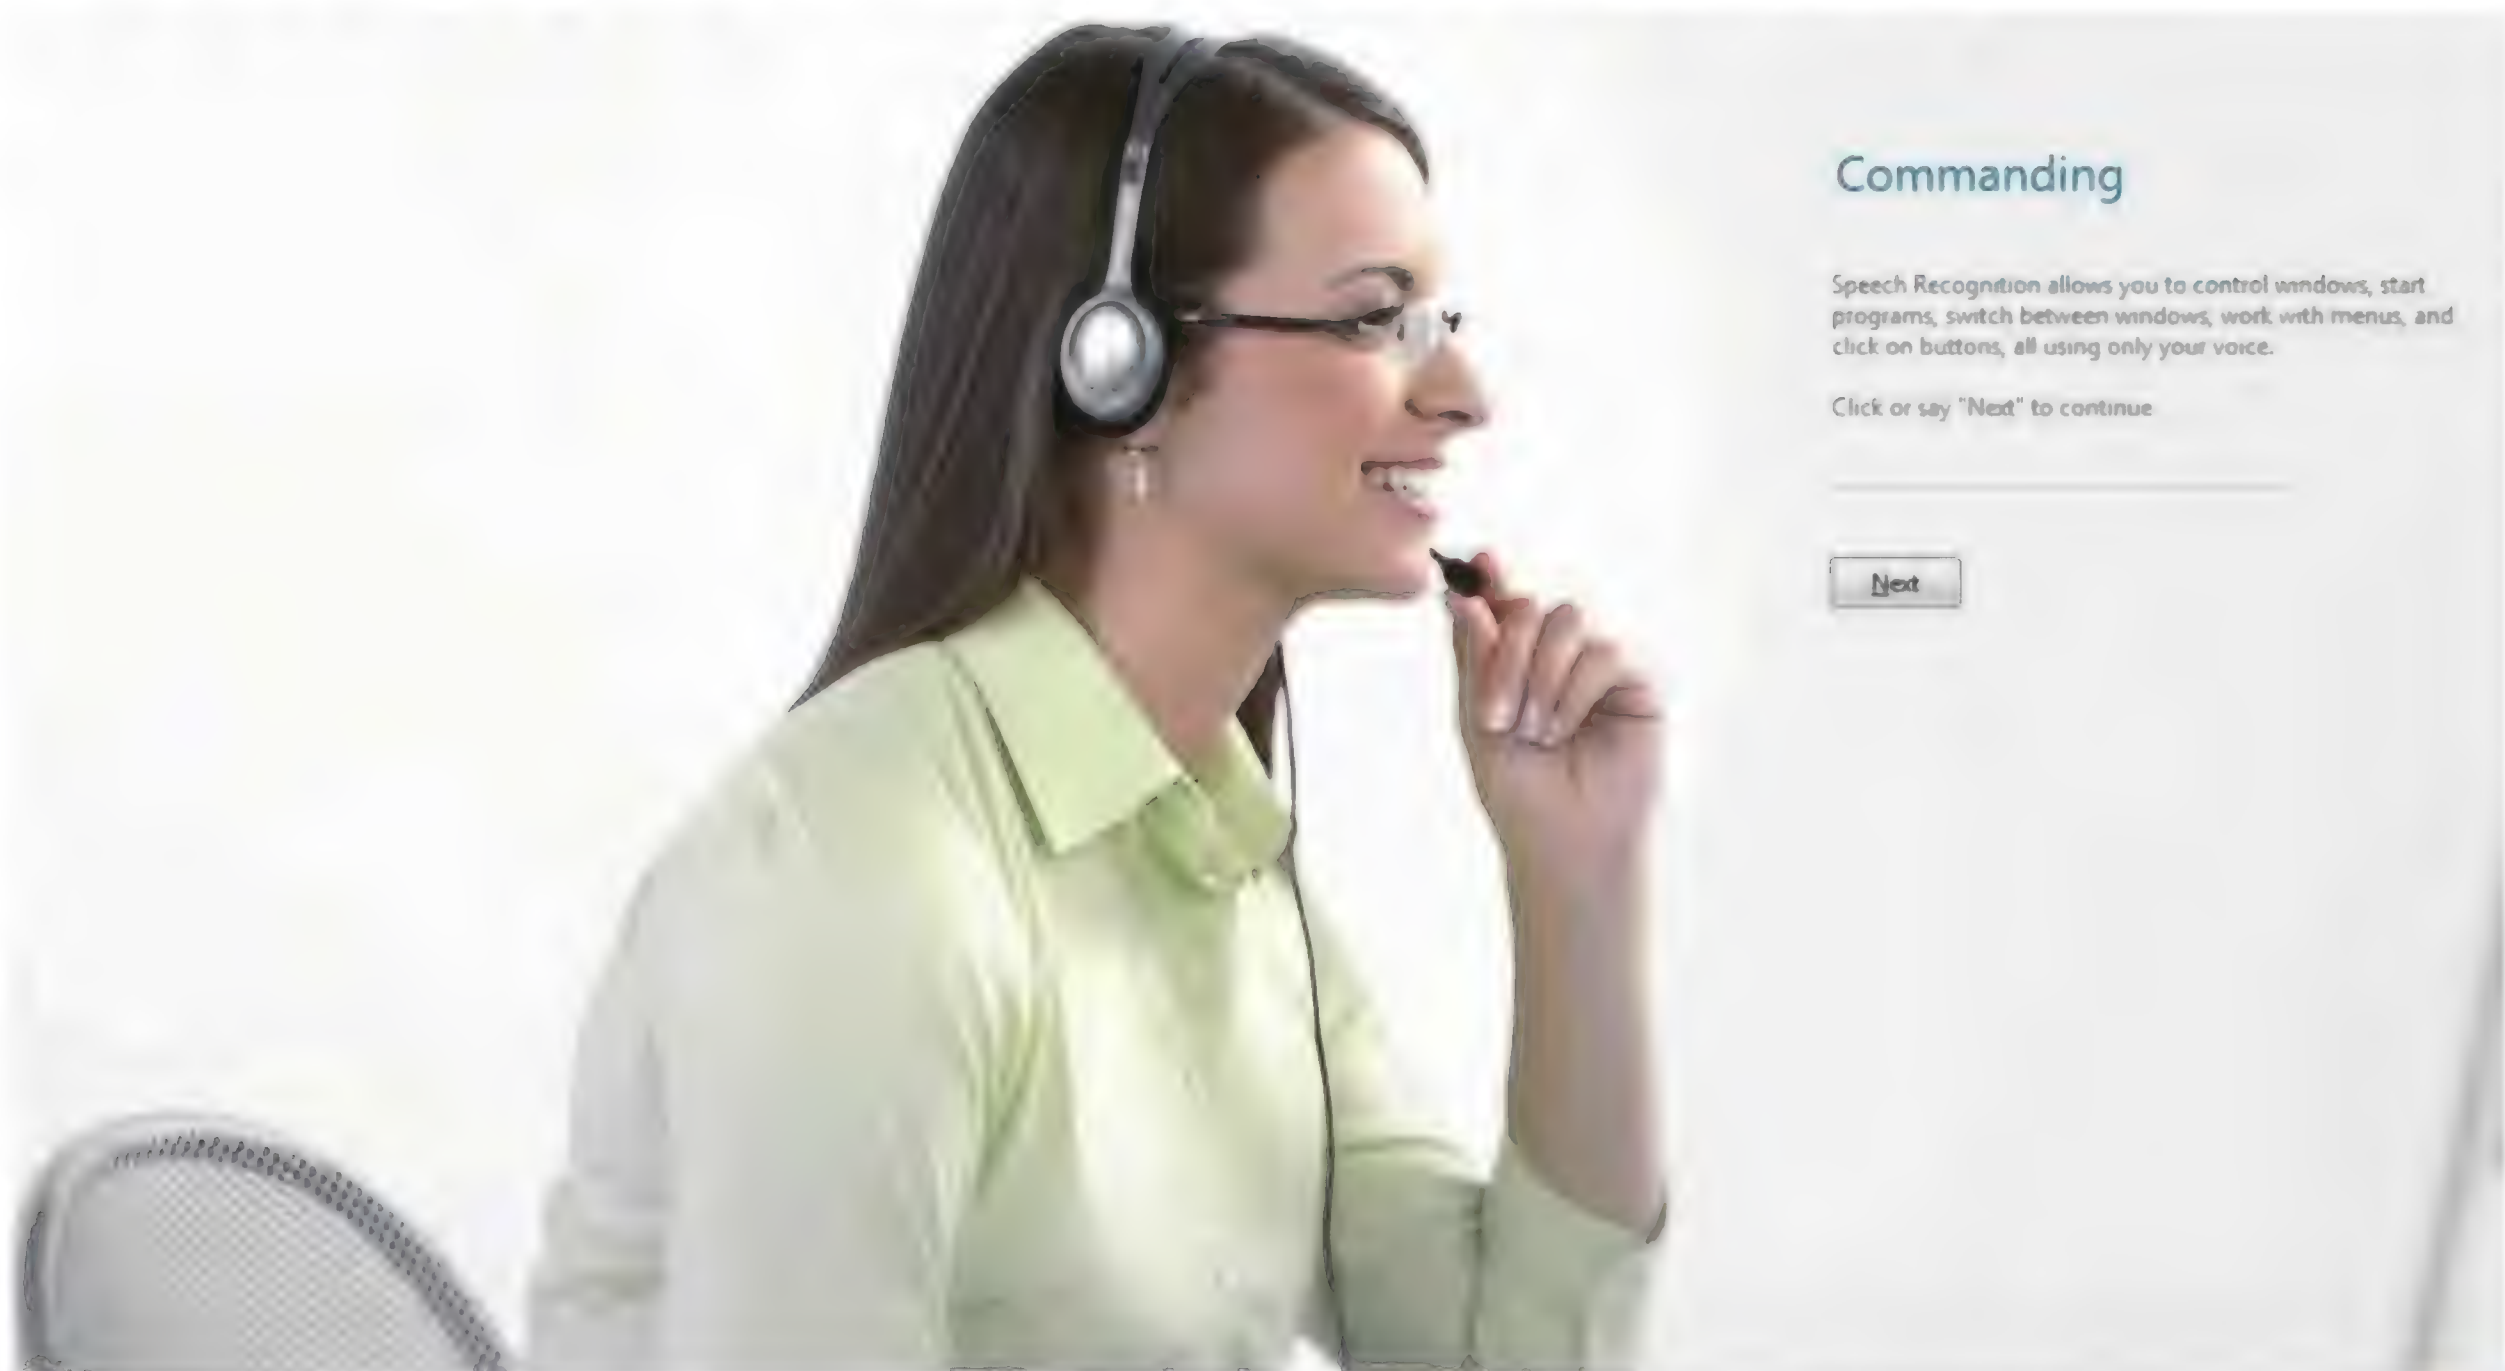 Commanding
Speech Recognition allows you to control windows, start
programs, switch between windows, work with menus, and
click on buttons, all using only your voice.
Click or say "Next" to continue
Next